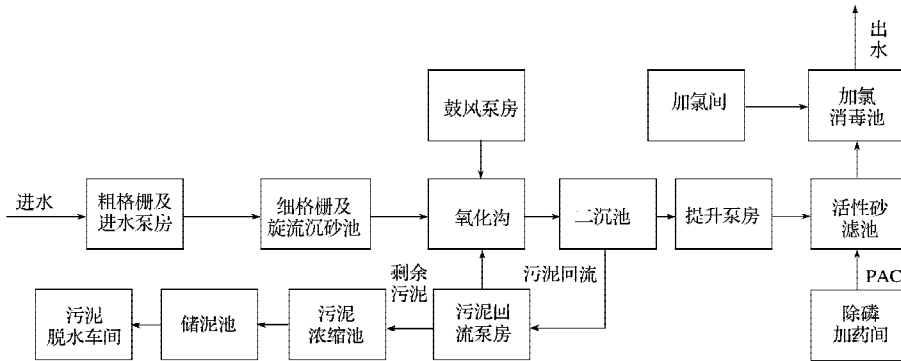 出
水
鼓风泵房
加氯间
加氯
消毒池
进水
粗格栅及
进水泵房
细格栅及
旋流沉砂池
氧化沟
二沉池
提升泵房
活性砂
滤池
剩余
污泥
污泥回流
PAC
污泥
脱水车间
储泥池
污泥
浓缩池
污泥回
流泵房
除磷
加药间